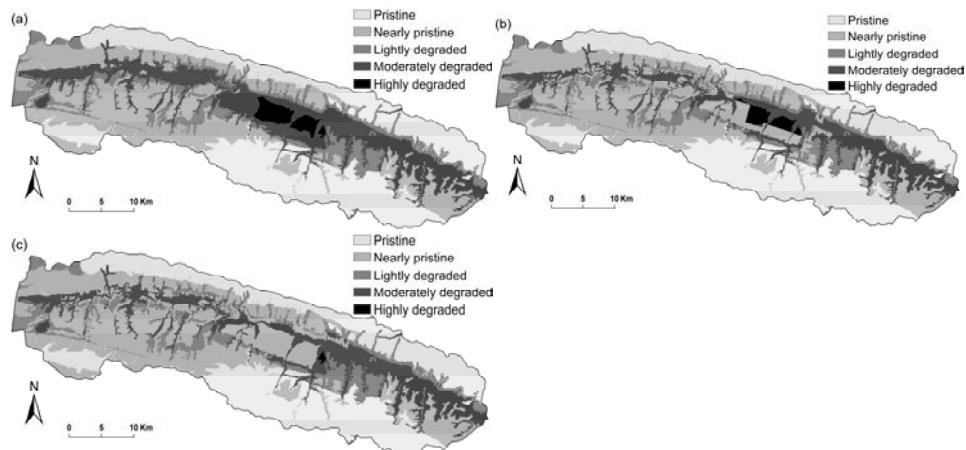 (a)
Pristine
Nearly pristine
Lightly degraded
Moderately degraded
Highly degraded
N
0 5 10 Km
(b)
Pristine
Nearly pristine
Lightly degraded
Moderately degraded
Highly degraded
N
0 5 10 Km
(c)
Pristine
Nearly pristine
Lightly degraded
Moderately degraded
Highly degraded
N
0 5 10 Km